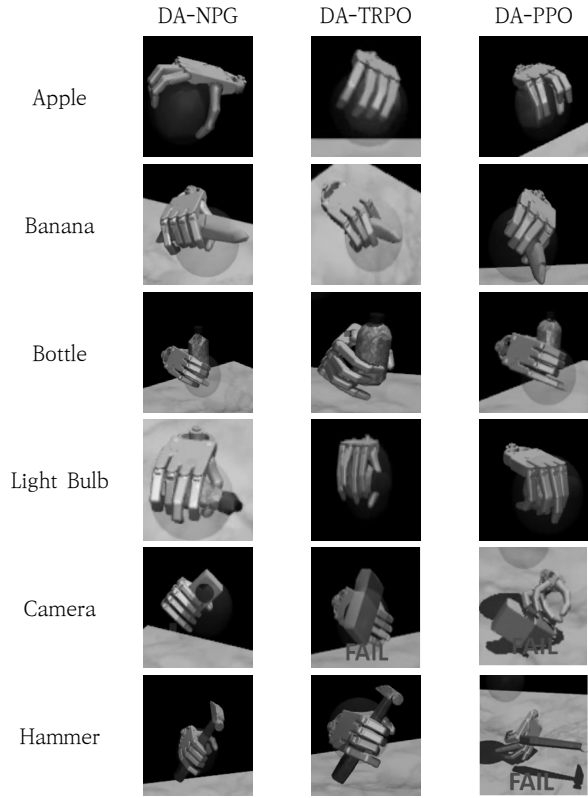 DA-NPG DA-TRPO DA-PPO
Apple
Banana
Bottle
Light Bulb
Camera
FAIL FAIL
Hammer
FAIL